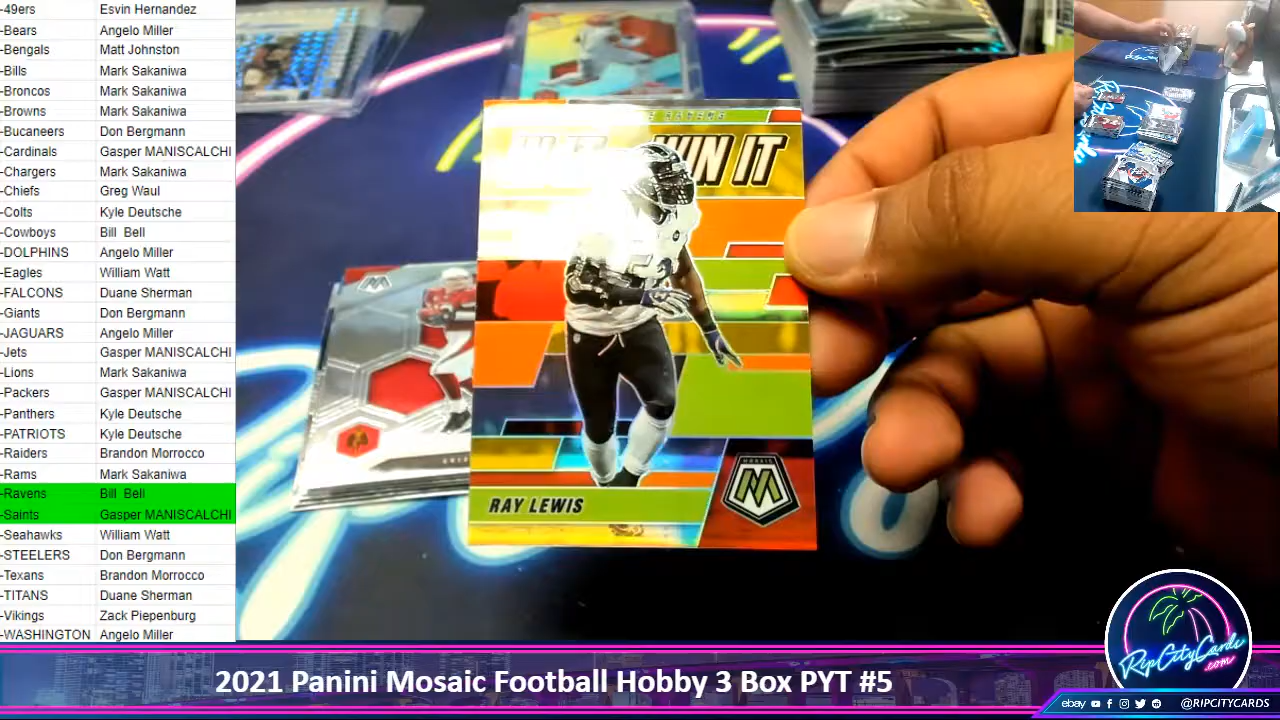 -49ers Esvin Hernandez
-Bears Angelo Miller
-Bengals Matt Johnston
-Bills Mark Sakaniwa
-Broncos Mark Sakaniwa
-Browns Mark Sakaniwa
-Bucaneers Don Bergmann
-Cardinals Gasper MANISCALCHI
-Chargers Mark Sakaniwa
-Chiefs Greg Waul
-Colts Kyle Deutsche
-Cowboys Bill Bell
-DOLPHINS Angelo Miller
-Eagles William Watt
-FALCONS Duane Sherman
-Giants Don Bergmann
-JAGUARS Angelo Miller
-Jets Gasper MANISCALCHI
-Lions Mark Sakaniwa
-Packers Gasper MANISCALCHI
-Panthers Kyle Deutsche
-PATRIOTS Kyle Deutsche
-Raiders Brandon Morrocco
-Rams Mark Sakaniwa
-Ravens Bill Bell
-Saints Gasper MANISCALCHI
-Seahawks William Watt
-STEELERS Don Bergmann
-Texans Brandon Morrocco
-TITANS Duane Sherman
-Vikings Zack Piepenburg
-WASHINGTON Angelo Miller
WIN IT
MOSAIC
RAY LEWIS
RipCityCards
.com
2021 Panini Mosaic Football Hobby 3 Box PYT #5
ebay @RIPCITYCARDS